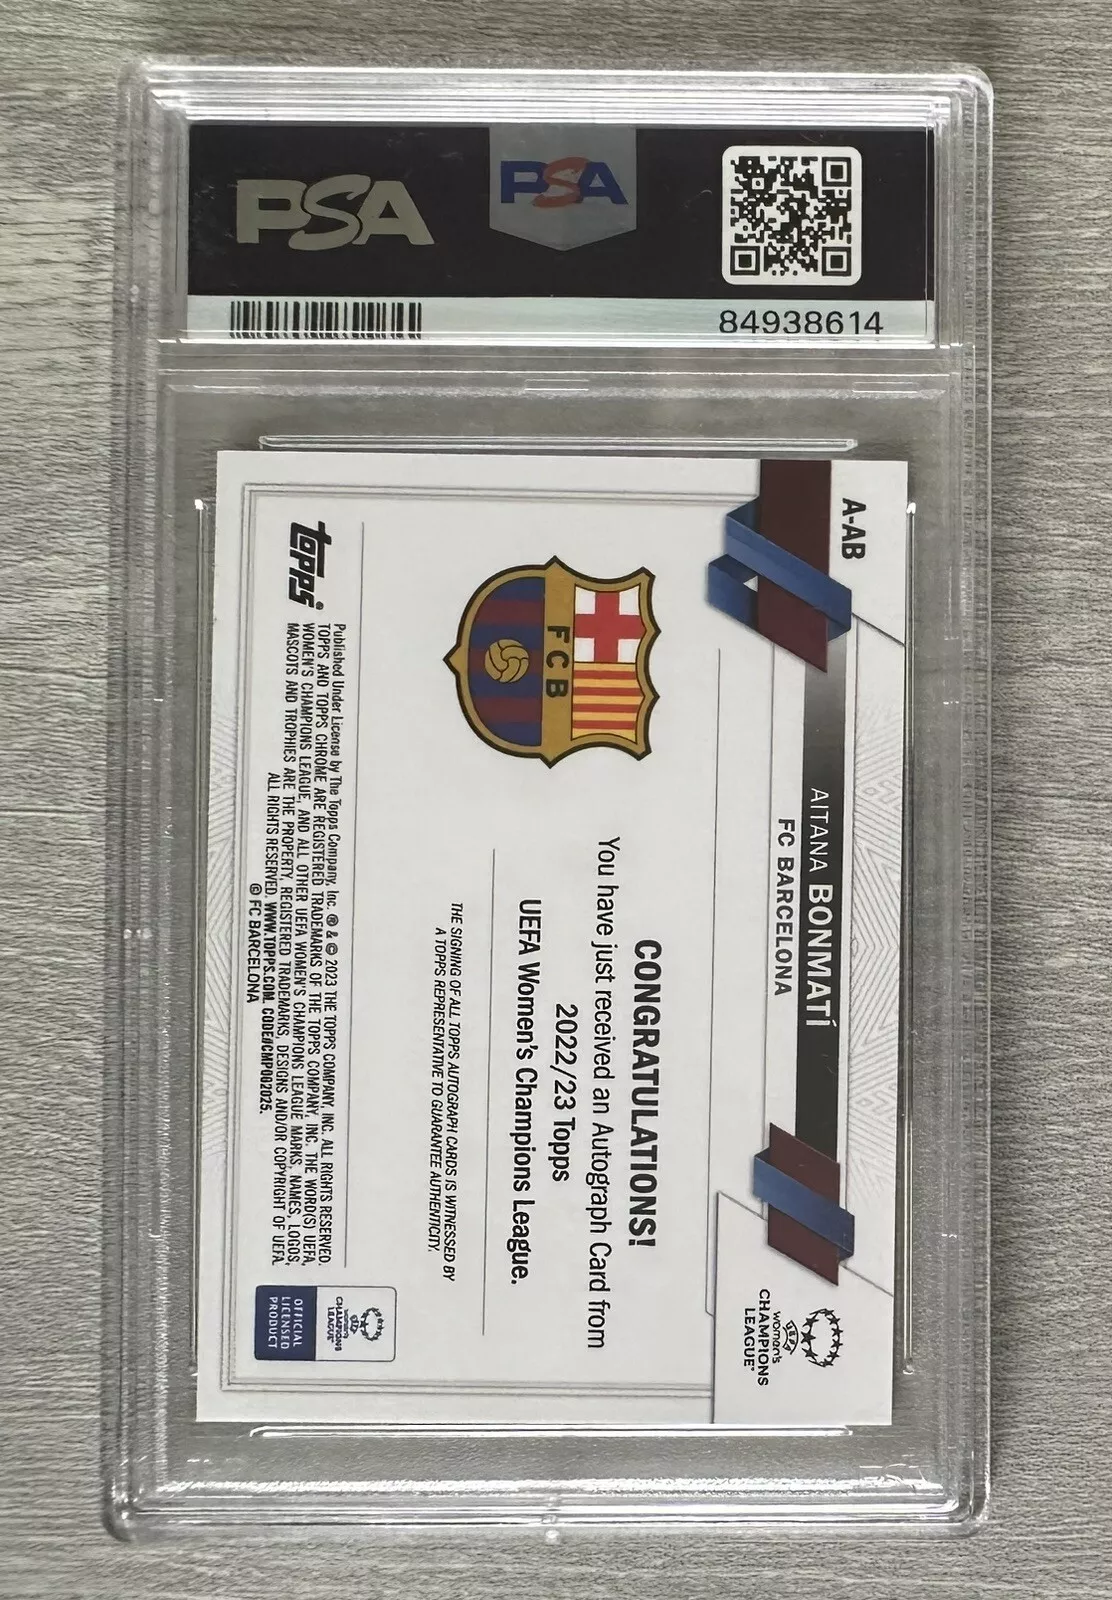 PSA
PSA
84938614
A-AB
AITANA BONMATÍ
FC BARCELONA
women's
CHAMPIONS
LEAGUE
FCB
CONGRATULATIONS!
You have just received an Autograph Card from
2022/23 Topps
UEFA Women's Champions League.
THE SIGNING OF ALL TOPPS AUTOGRAPH CARDS IS WITNESSED BY
A TOPPS REPRESENTATIVE TO GUARANTEE AUTHENTICITY.
topps®
Published Under License by The Topps Company, Inc. ® & © 2023 THE TOPPS COMPANY, INC. ALL RIGHTS RESERVED.
TOPPS AND TOPPS CHROME ARE REGISTERED TRADEMARKS OF THE TOPPS COMPANY, INC. THE WORD(S) UEFA,
WOMEN'S CHAMPIONS LEAGUE, AND ALL OTHER UEFA WOMEN'S CHAMPIONS LEAGUE MARKS, NAMES, LOGOS,
MASCOTS AND TROPHIES ARE THE PROPERTY, REGISTERED TRADEMARKS, DESIGNS AND/OR COPYRIGHT OF UEFA.
ALL RIGHTS RESERVED. WWW.TOPPS.COM. CODE#CMP002025.
© FC BARCELONA
women's
CHAMPIONS
LEAGUE
OFFICIAL
LICENSED
PRODUCT